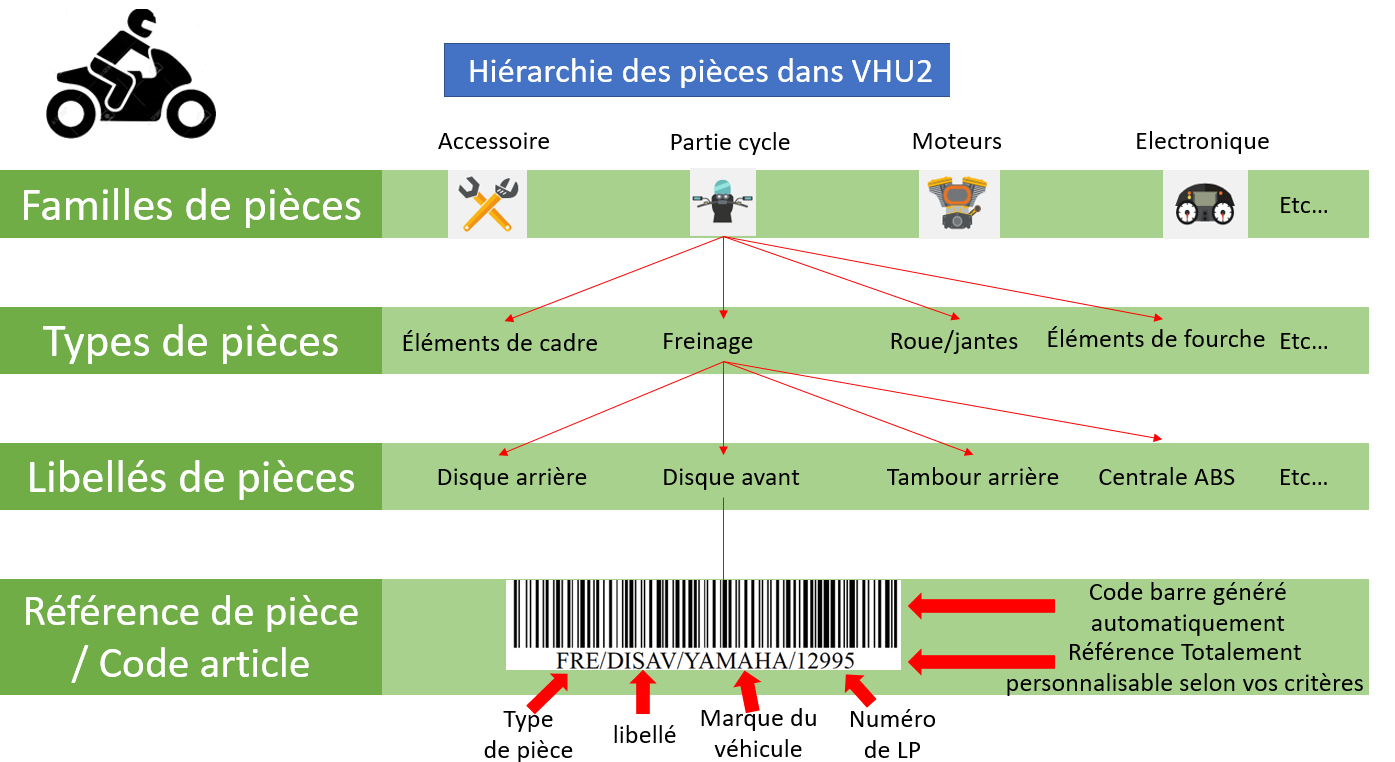 Hiérarchie des pièces dans VHU2
Accessoire
Partie cycle
Moteurs
Electronique
Familles de pièces
Etc...
Types de pièces
Éléments de cadre
Freinage
Roue/jantes
Éléments de fourche
Etc...
Libellés de pièces
Disque arrière
Disque avant
Tambour arrière
Centrale ABS
Etc...
Référence de pièce
/ Code article
FRE/DISAV/YAMAHA/12995
Code barre généré
automatiquement
Référence Totalement
personnalisable selon vos critères
Type
de pièce
libellé
Marque du
véhicule
Numéro
de LP